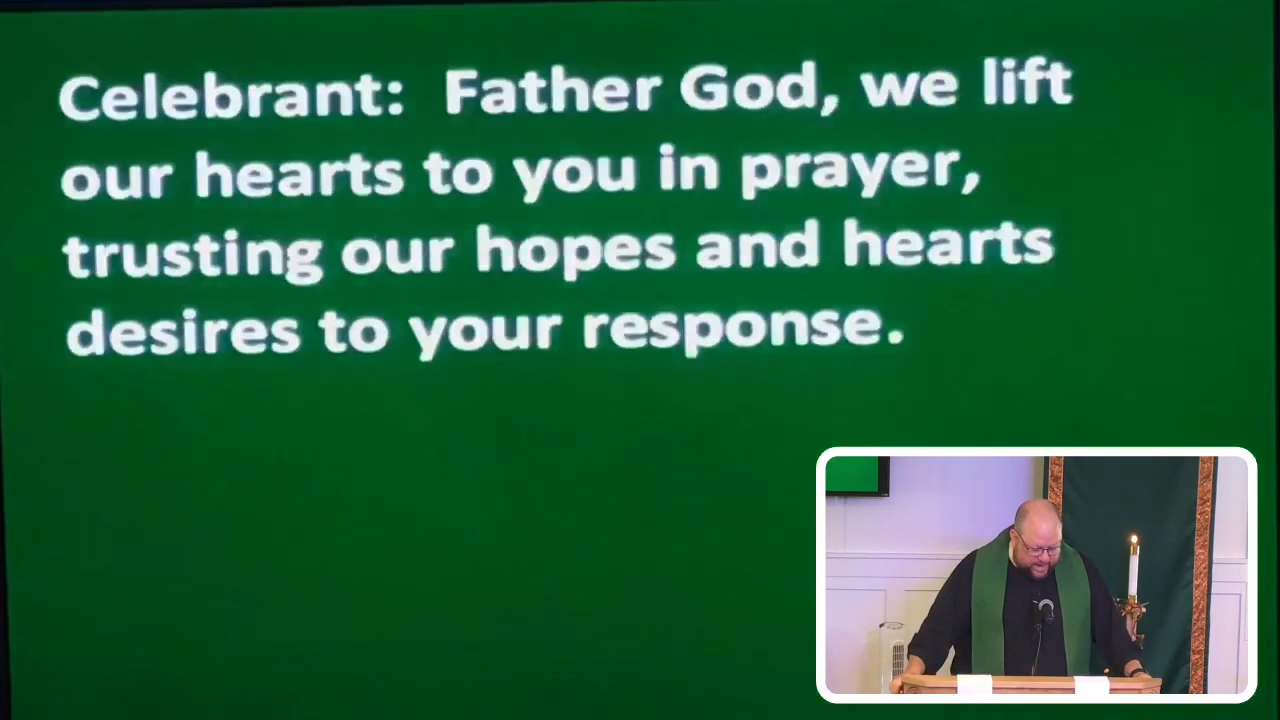 Celebrant: Father God, we lift
our hearts to you in prayer,
trusting our hopes and hearts
desires to your response.